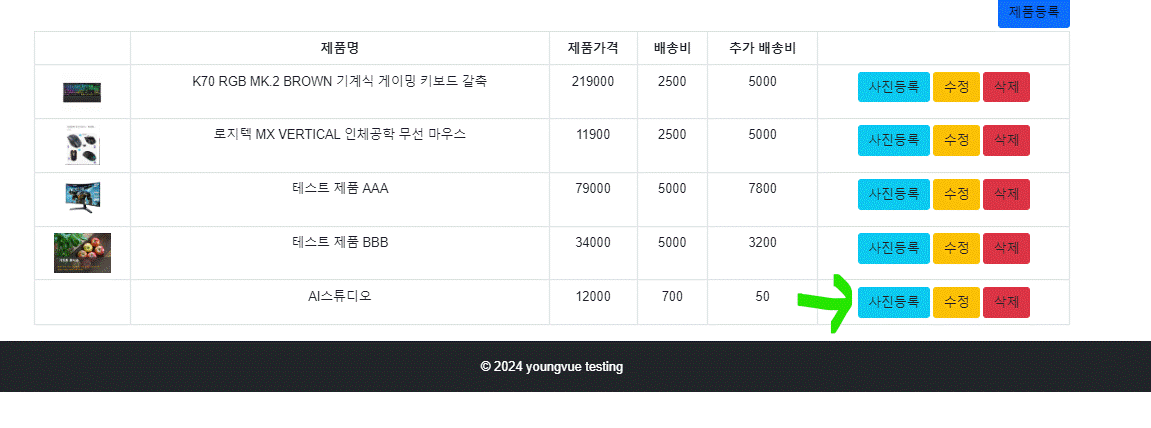 제품등록
제품명 제품가격 배송비 추가 배송비
K70 RGB MK.2 BROWN 기계식 게이밍 키보드 갈축 219000 2500 5000 사진등록 수정 삭제
로지텍 MX VERTICAL 인체공학 무선 마우스 11900 2500 5000 사진등록 수정 삭제
테스트 제품 AAA 79000 5000 7800 사진등록 수정 삭제
테스트 제품 BBB 34000 5000 3200 사진등록 수정 삭제
AI스튜디오 12000 700 50 사진등록 수정 삭제
© 2024 youngvue testing